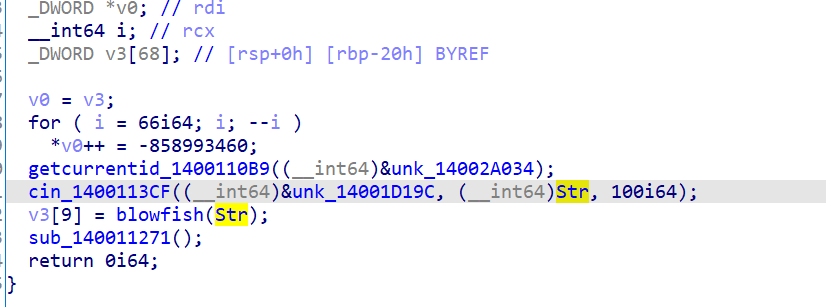 _DWORD *v0; // rdi
__int64 i; // rcx
_DWORD v3[68]; // [rsp+0h] [rbp-20h] BYREF
v0 = v3;
for ( i = 66i64; i; --i )
*v0++ = -858993460;
getcurrentid_1400110B9((__int64)&unk_14002A034);
cin_1400113CF((__int64)&unk_14001D19C, (__int64)Str, 100i64);
v3[9] = blowfish(Str);
sub_140011271();
return 0i64;
}